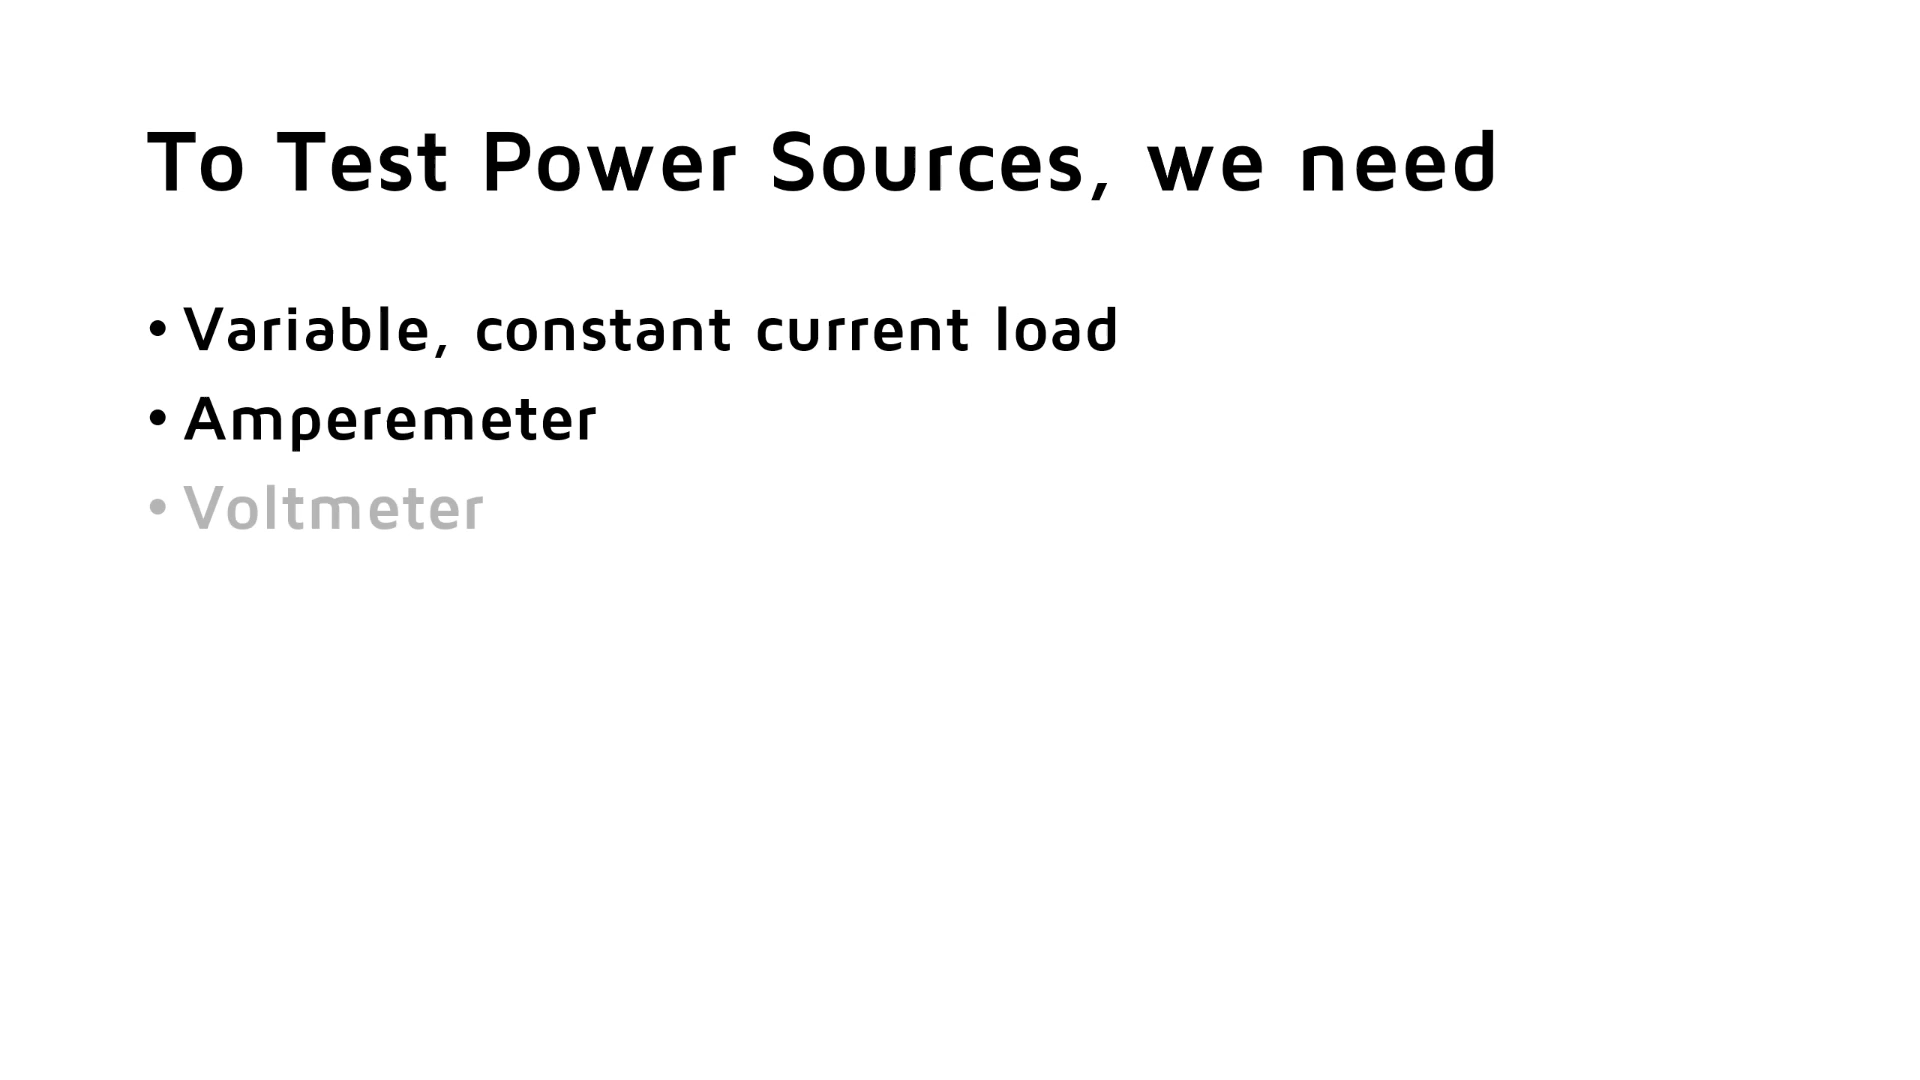 To Test Power Sources, we need
• Variable, constant current load
• Amperemeter
• Voltmeter